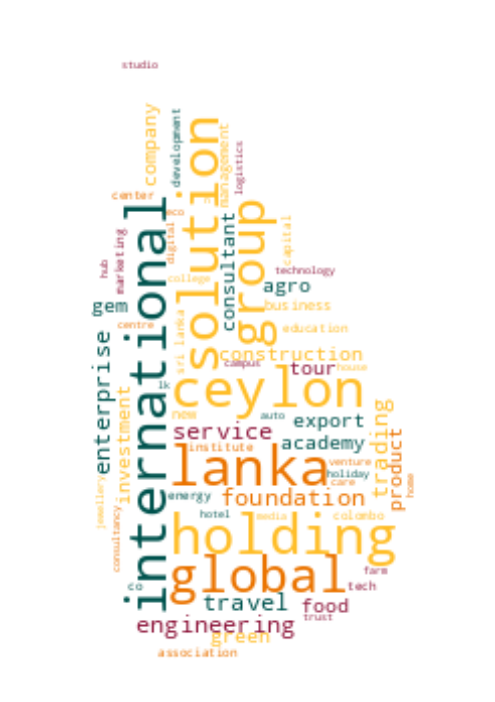 studio
company
development
solution
management
logistics
center
eco
international
digital
consultant
group
capital
marketing
hub
technology
college
agro
gem
business
sri lanka
centre
education
enterprise
construction
campus
tour
house
lk
ceylon
investment
new
auto
export
trading
service
academy
institute
product
lanka
venture
holiday
home
care
jewellery
energy
foundation
consultancy
hotel
media
colombo
holding
global
farm
co
tech
travel
food
engineering
trust
green
association